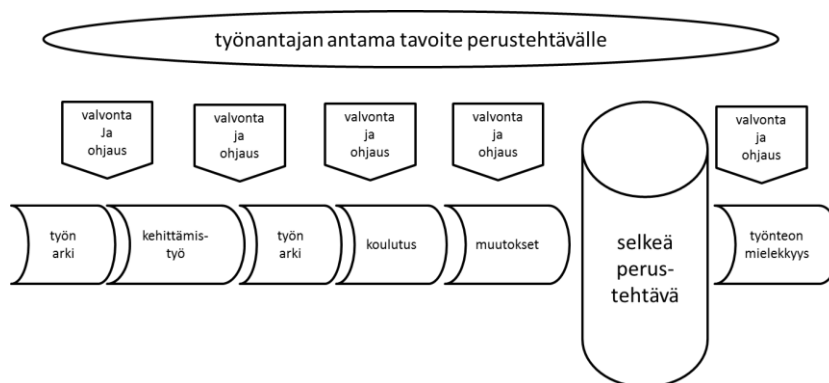 työnantajan antama tavoite perustehtävälle
valvonta
Ja
ohjaus
valvonta
ja
ohjaus
valvonta
ja
ohjaus
valvonta
ja
ohjaus
valvonta
ja
ohjaus
työn
arki
kehittämis-
työ
työn
arki
koulutus
muutokset
selkeä
perus-
tehtävä
työnteon
mielekkyys